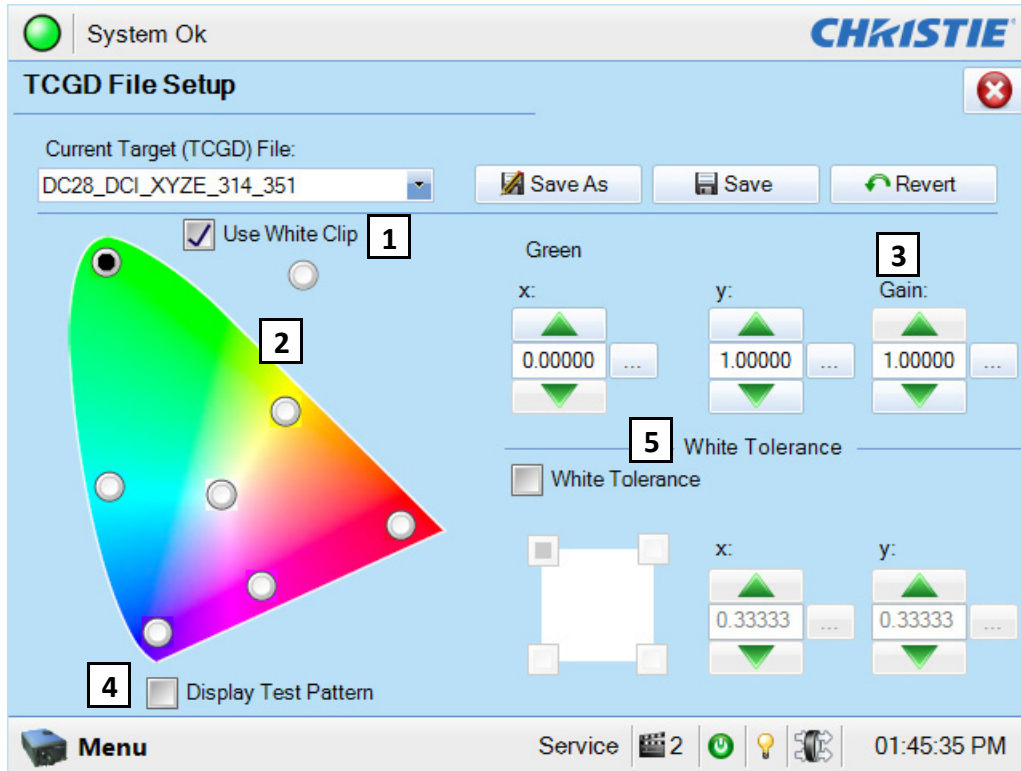 System Ok
CHRISTIE
TCGD File Setup
Current Target (TCGD) File:
DC28_DCI_XYZE_314_351
Save As
Save
Revert
Use White Clip
1
2
Green
3
x:
y:
Gain:
0.00000
...
1.00000
...
1.00000
...
5
White Tolerance
White Tolerance
x:
y:
0.33333
...
0.33333
...
4
Display Test Pattern
Menu
Service
2
01:45:35 PM